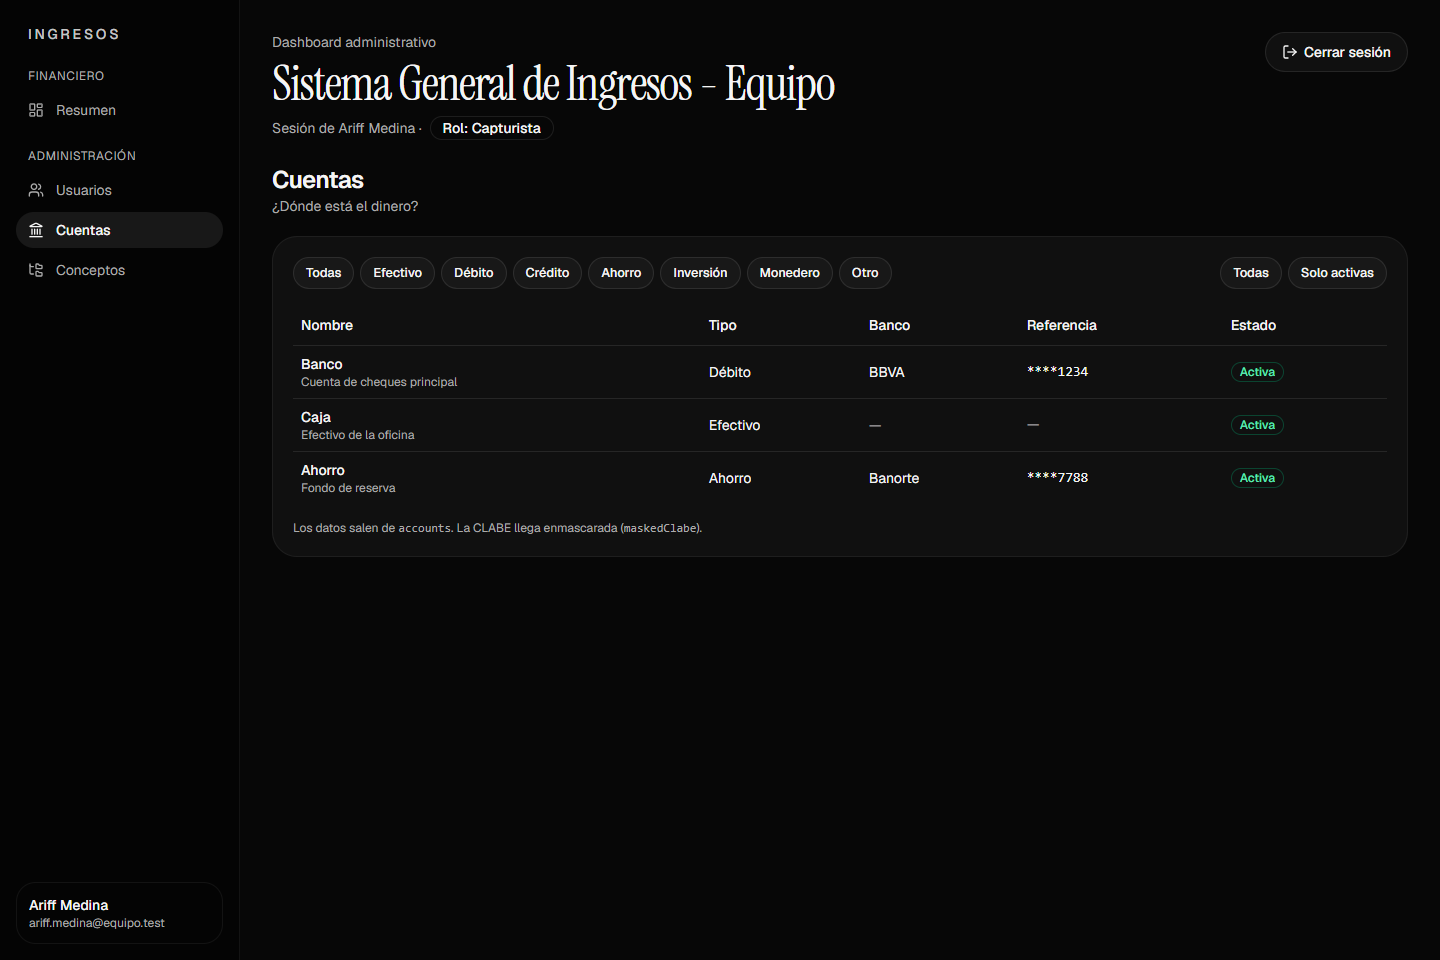 INGRESOS
FINANCIERO
Resumen
ADMINISTRACIÓN
Usuarios
Cuentas
Conceptos
Ariff Medina
ariff.medina@equipo.test
Dashboard administrativo
Sistema General de Ingresos - Equipo
Sesión de Ariff Medina · Rol: Capturista
Cerrar sesión
Cuentas
¿Dónde está el dinero?
Todas Efectivo Débito Crédito Ahorro Inversión Monedero Otro Todas Solo activas
Nombre Tipo Banco Referencia Estado
Banco
Cuenta de cheques principal
Débito BBVA ****1234 Activa
Caja
Efectivo de la oficina
Efectivo — — Activa
Ahorro
Fondo de reserva
Ahorro Banorte ****7788 Activa
Los datos salen de accounts. La CLABE llega enmascarada (maskedClabe).